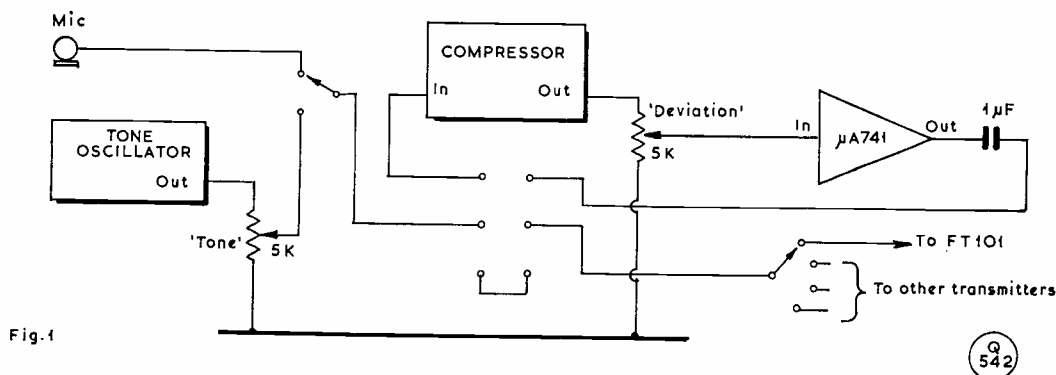 Mic
COMPRESSOR
In
Out
'Deviation'
5K
In
μA741
Out
1μF
TONE
OSCILLATOR
Out
'Tone'
5K
To FT101
To other transmitters
Fig.1
Q
542